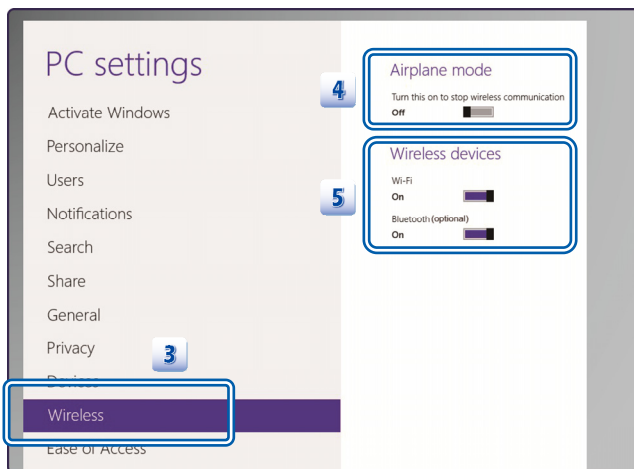 PC settings
Activate Windows
Personalize
Users
Notifications
Search
Share
General
Privacy
3
Devices
Wireless
Ease of Access
4
Airplane mode
Turn this on to stop wireless communication
Off
5
Wireless devices
Wi-Fi
On
Bluetooth (optional)
On